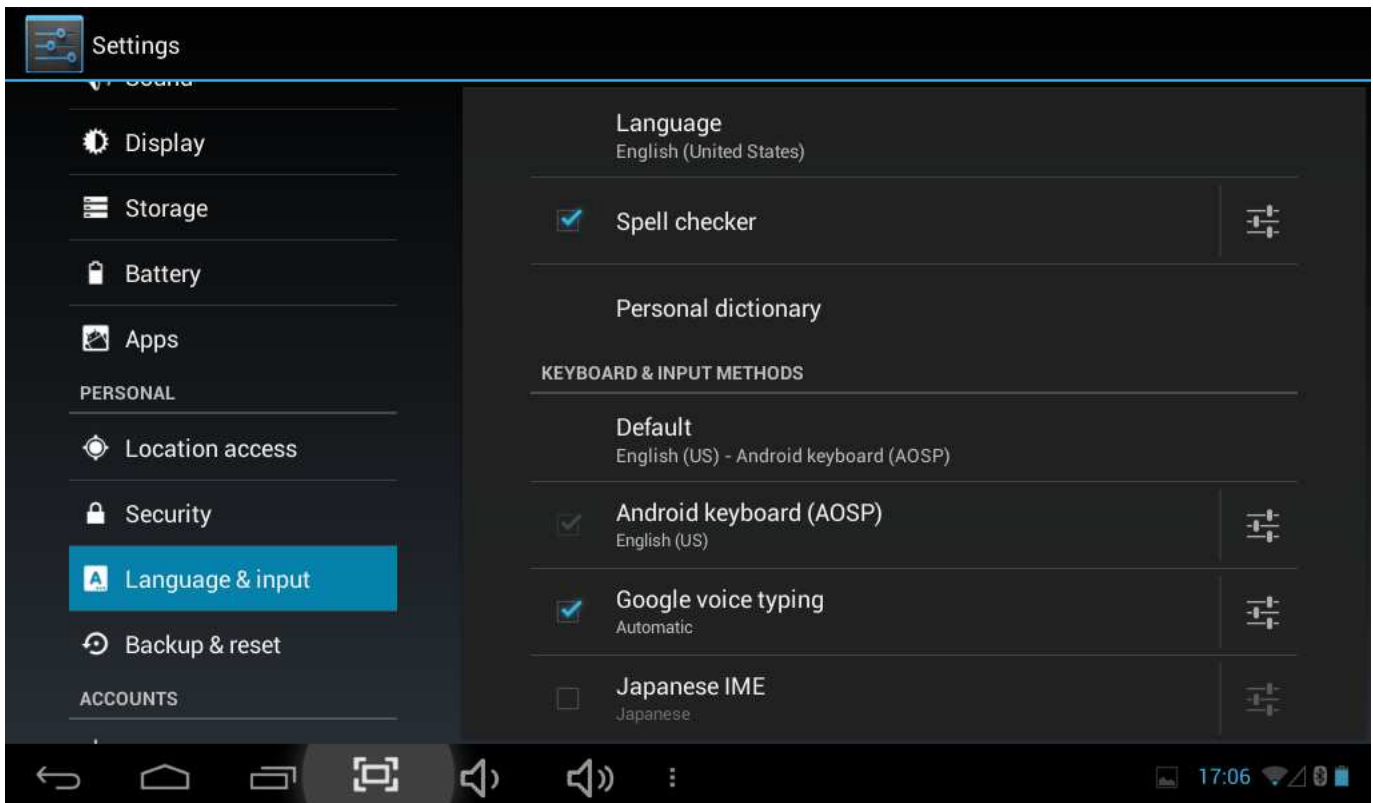 Settings
Sound
Display
Storage
Battery
Apps
PERSONAL
Location access
Security
Language & input
Backup & reset
ACCOUNTS
Language
English (United States)
Spell checker
Personal dictionary
KEYBOARD & INPUT METHODS
Default
English (US) - Android keyboard (AOSP)
Android keyboard (AOSP)
English (US)
Google voice typing
Automatic
Japanese IME
Japanese
17:06